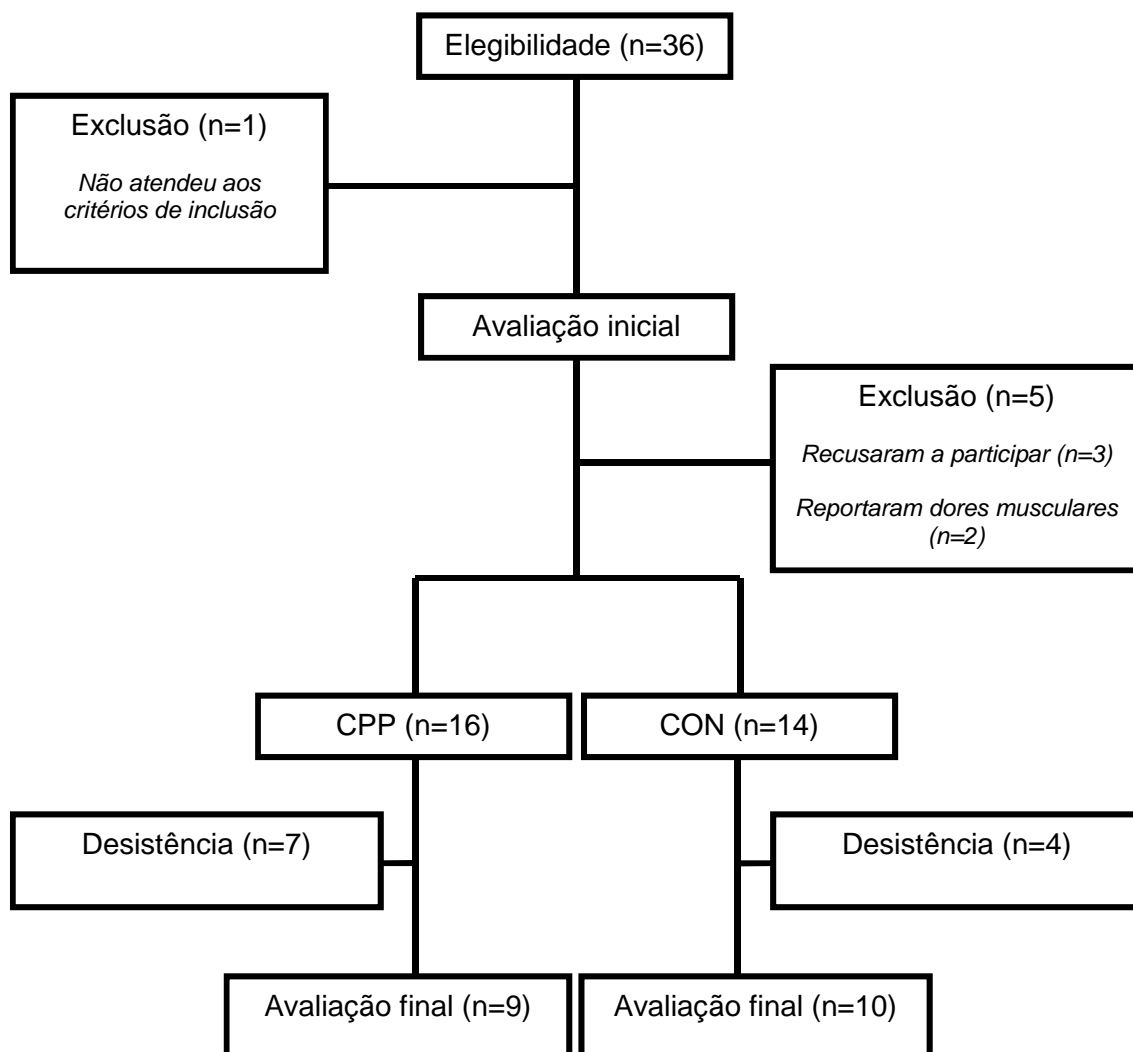 Elegibilidade (n=36)
Exclusão (n=1)
Não atendeu aos
critérios de inclusão
Avaliação inicial
Exclusão (n=5)
Recusaram a participar (n=3)
Reportaram dores musculares
(n=2)
CPP (n=16)
CON (n=14)
Desistência (n=7)
Desistência (n=4)
Avaliação final (n=9)
Avaliação final (n=10)